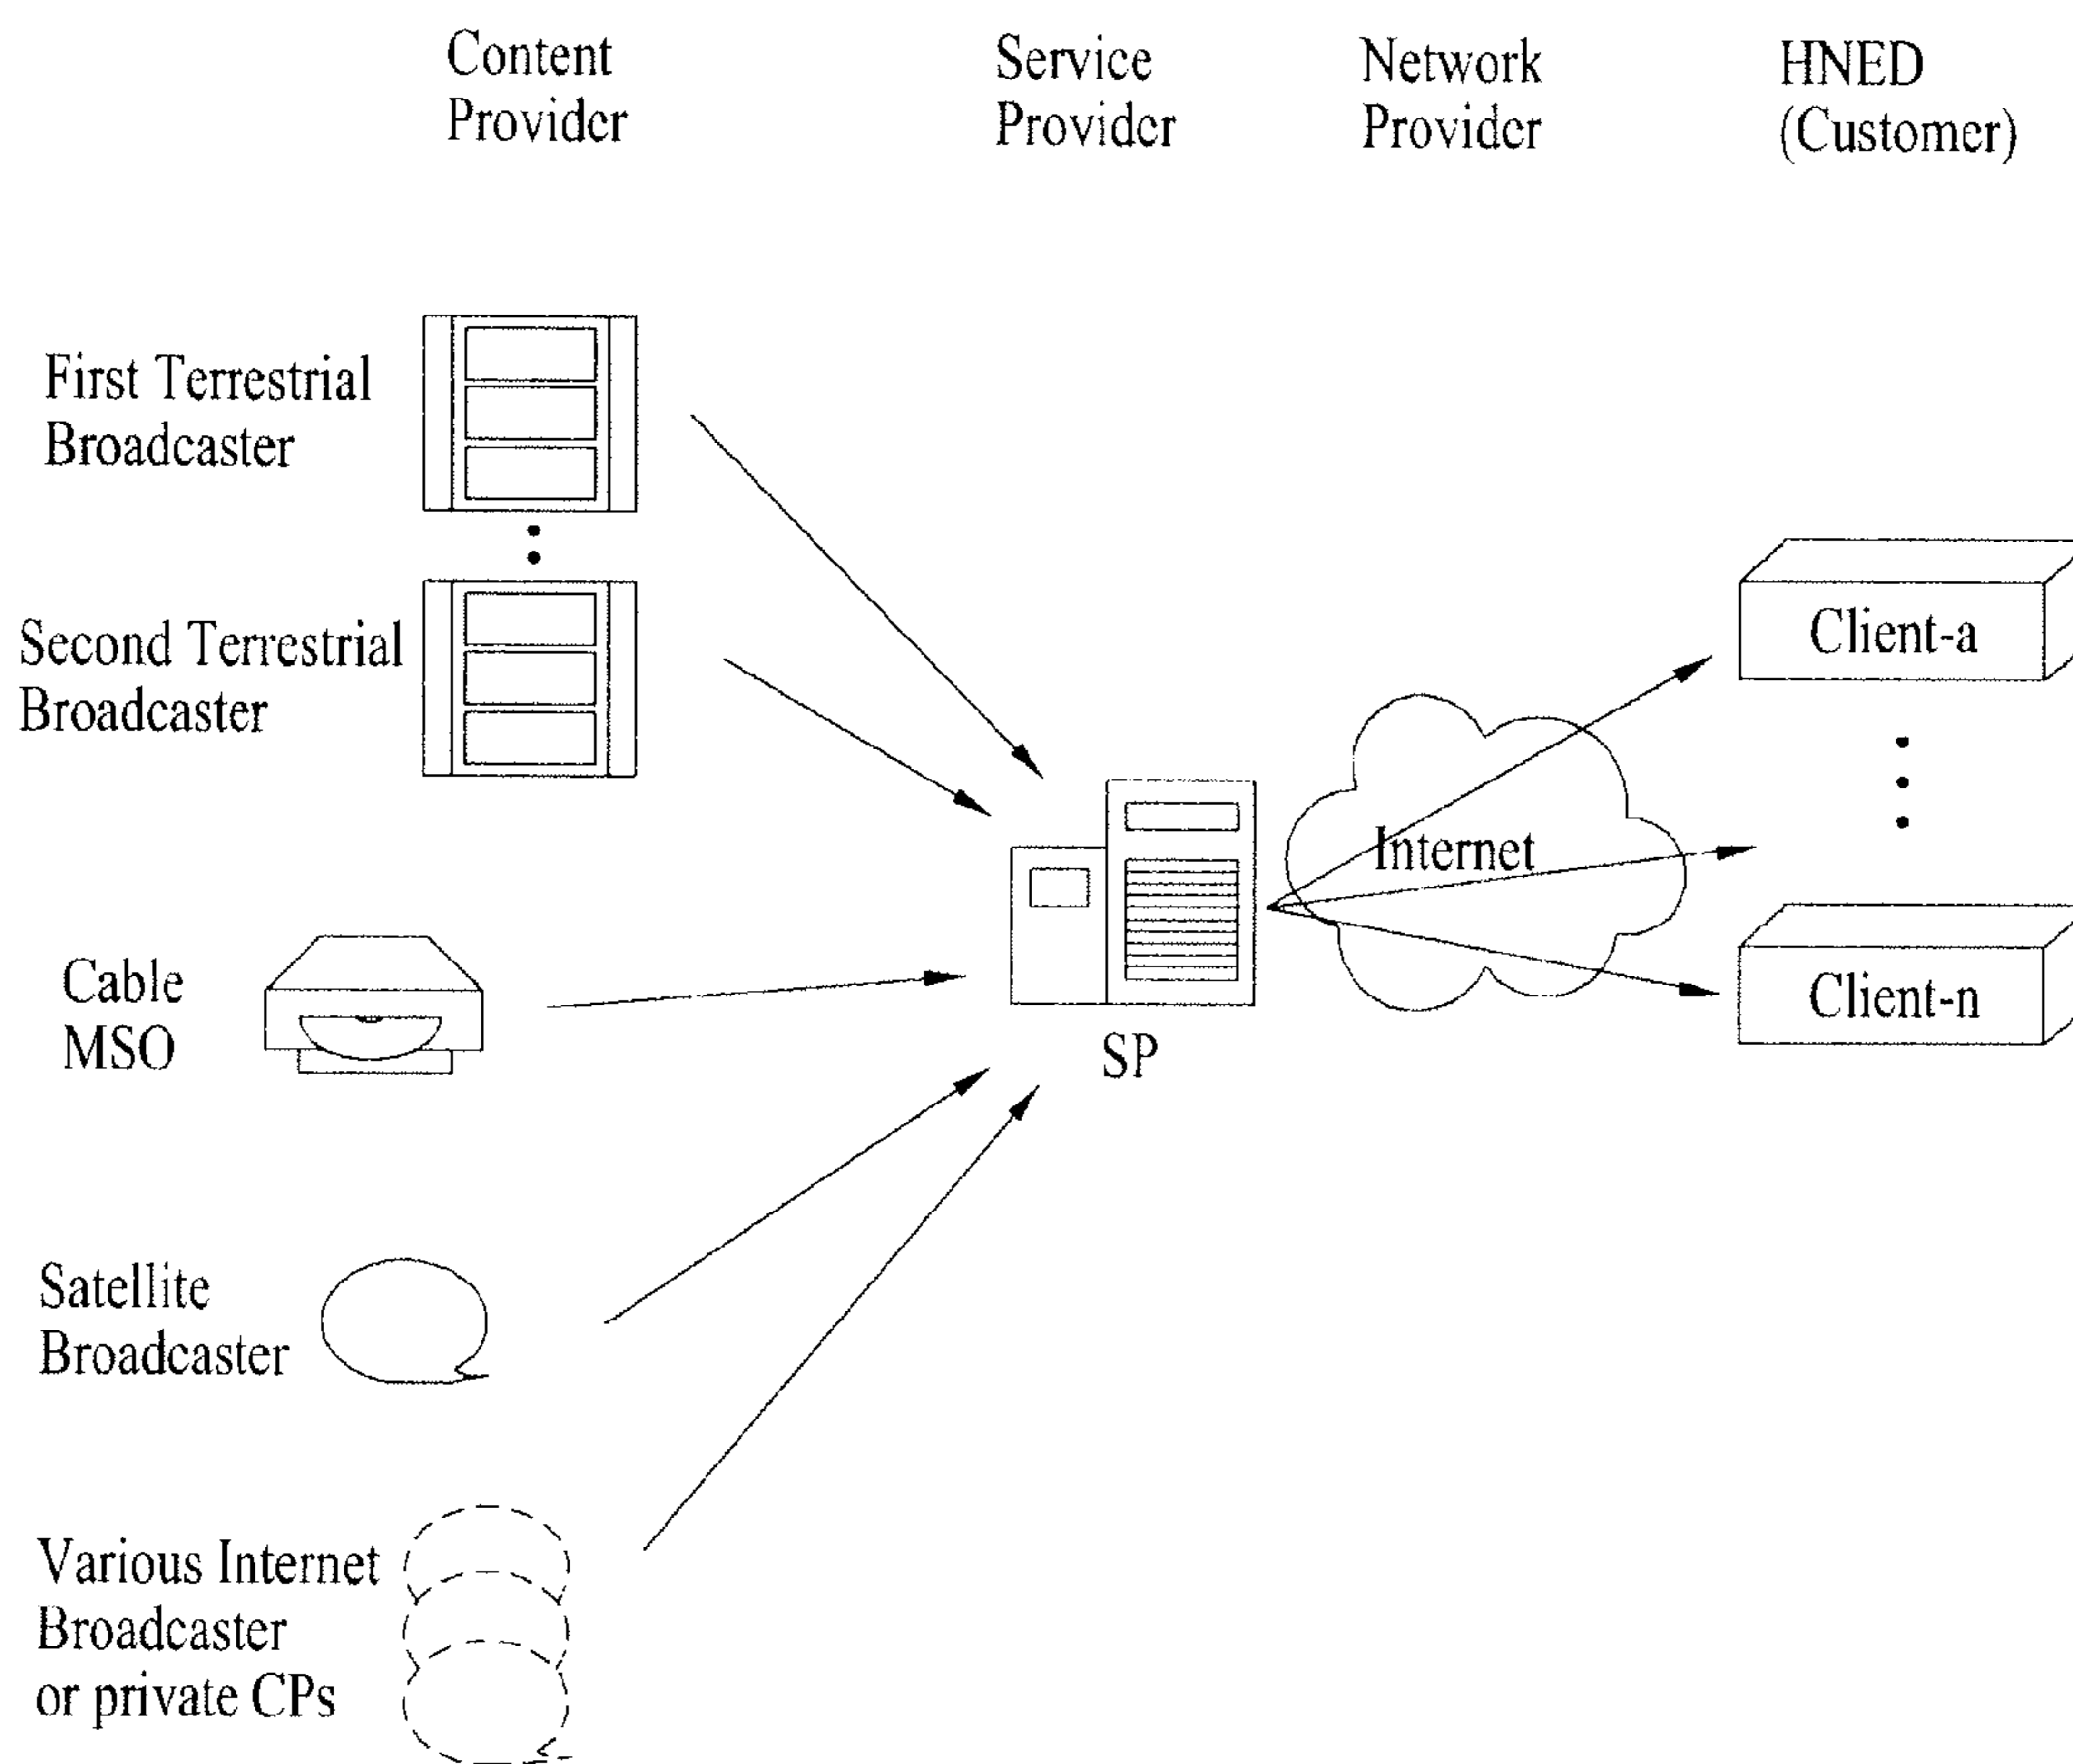 Content
Provider
Service
Provider
Network
Provider
HNED
(Customer)
First Terrestrial
Broadcaster
Second Terrestrial
Broadcaster
Cable
MSO
Satellite
Broadcaster
Various Internet
Broadcaster
or private CPs
SP
Internet
Client-a
Client-n